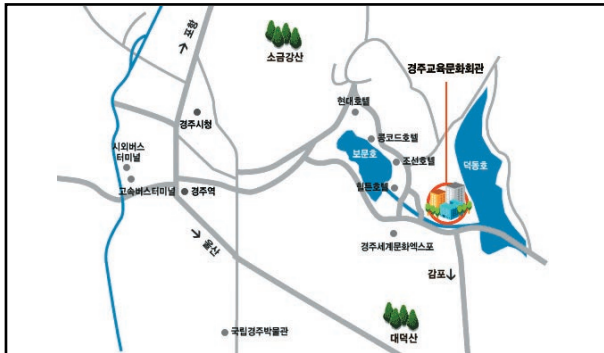 포항
소금강산
경주교육문화회관
현대호텔
경주시청
콩코드호텔
시외버스
터미널
보문호
조선호텔
덕동호
고속버스터미널
경주역
힐튼호텔
울산
경주세계문화엑스포
감포
대덕산
국립경주박물관